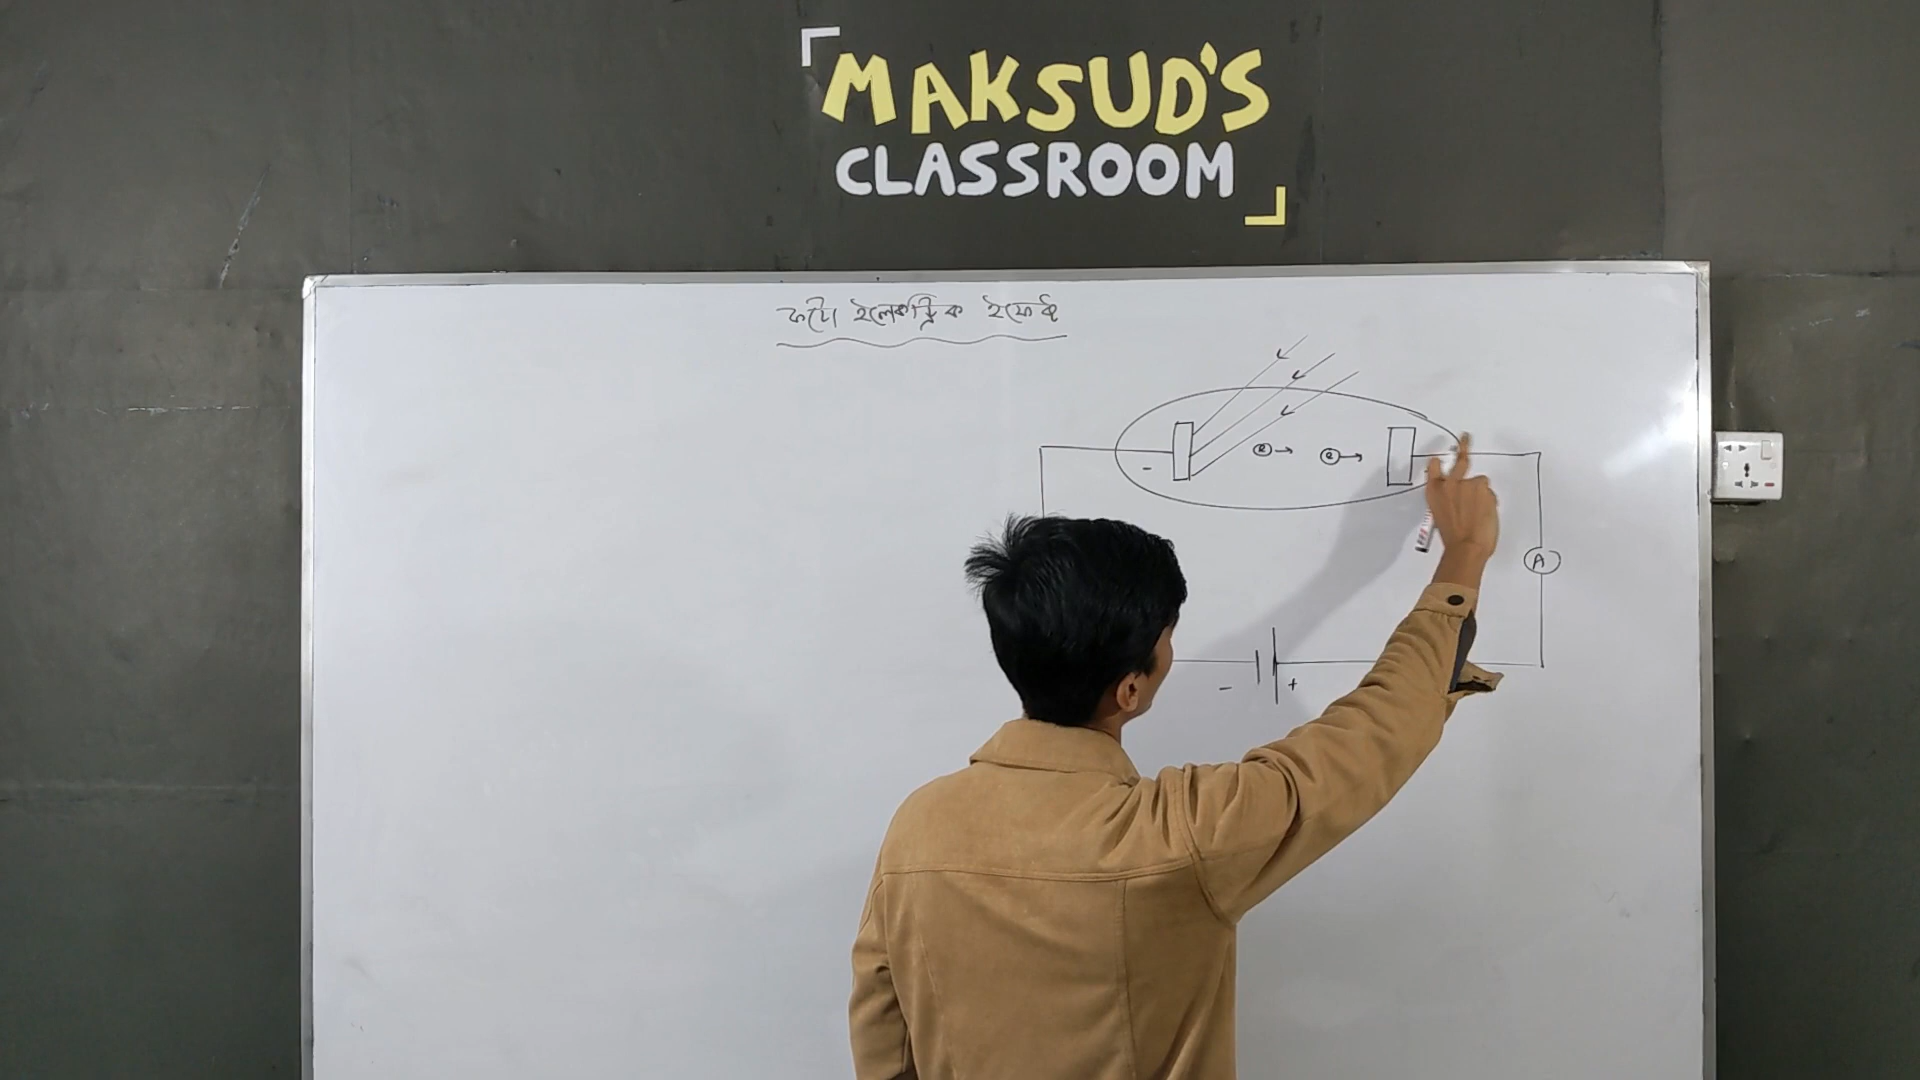 MAKSUD'S
CLASSROOM
ফটো ইলেকট্রিক ইফেক্ট
e e
-
A
- +